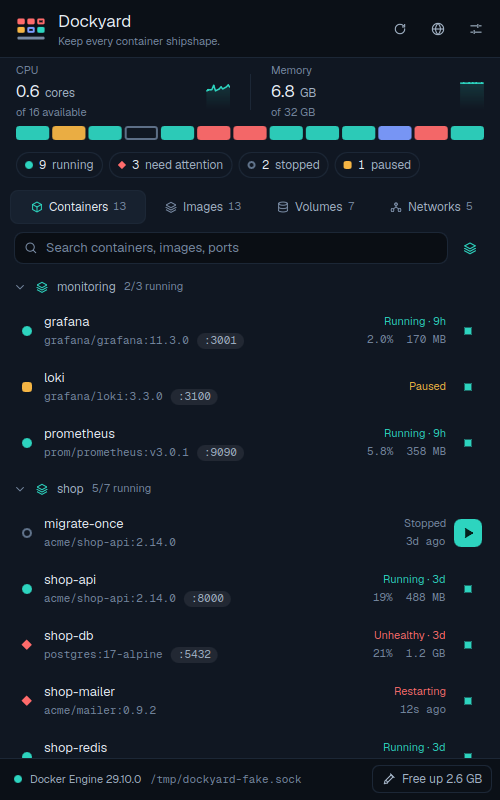 Dockyard
Keep every container shipshape.
CPU
0.6 cores
of 16 available
Memory
6.8 GB
of 32 GB
9 running
3 need attention
2 stopped
1 paused
Containers 13
Images 13
Volumes 7
Networks 5
Search containers, images, ports
monitoring 2/3 running
grafana
Running · 9h
grafana/grafana:11.3.0 :3001
2.0% 170 MB
loki
grafana/loki:3.3.0 :3100
Paused
prometheus
Running · 9h
prom/prometheus:v3.0.1 :9090
5.8% 358 MB
shop 5/7 running
migrate-once
Stopped
acme/shop-api:2.14.0
3d ago
shop-api
Running · 3d
acme/shop-api:2.14.0 :8000
19% 488 MB
shop-db
Unhealthy · 3d
postgres:17-alpine :5432
21% 1.2 GB
shop-mailer
Restarting
acme/mailer:0.9.2
12s ago
shop-redis
Running · 3d
Docker Engine 29.10.0 /tmp/dockyard-fake.sock
Free up 2.6 GB